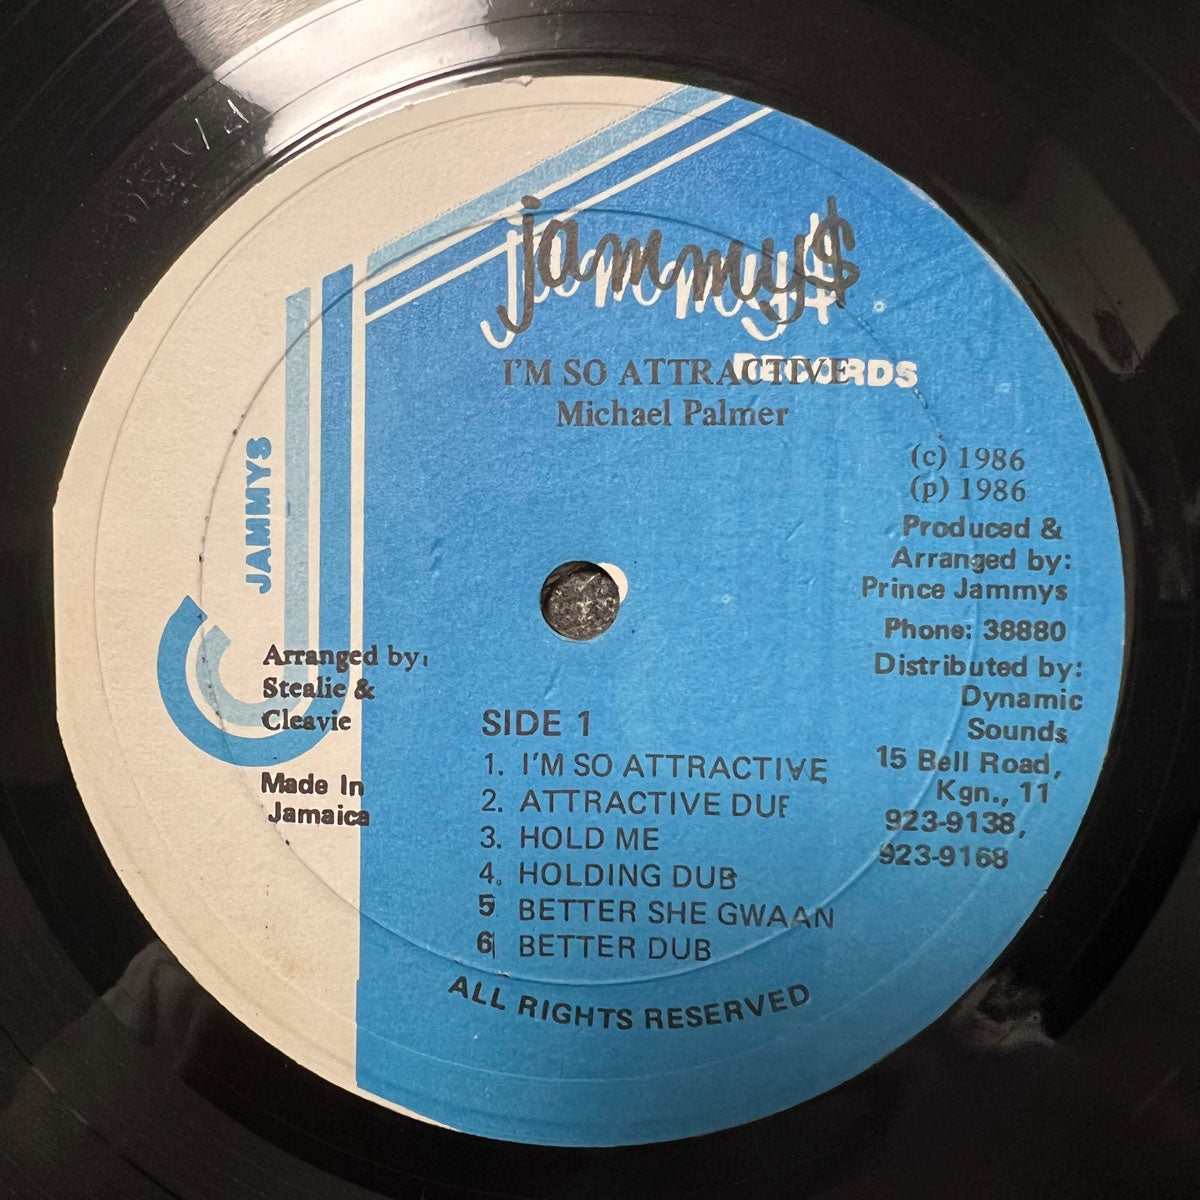 jammy$
RECORDS
I'M SO ATTRACTIVE
Michael Palmer
JAMMYS
(c) 1986
(p) 1986
Produced &
Arranged by:
Prince Jammys
Phone: 38880
Distributed by:
Dynamic
Sounds
15 Bell Road,
Kgn., 11
923-9138,
923-9168
Arranged by:
Stealie &
Cleavie
Made In
Jamaica
SIDE 1
1. I'M SO ATTRACTIVE
2. ATTRACTIVE DUB
3. HOLD ME
4. HOLDING DUB
5 BETTER SHE GWAAN
6 BETTER DUB
ALL RIGHTS RESERVED